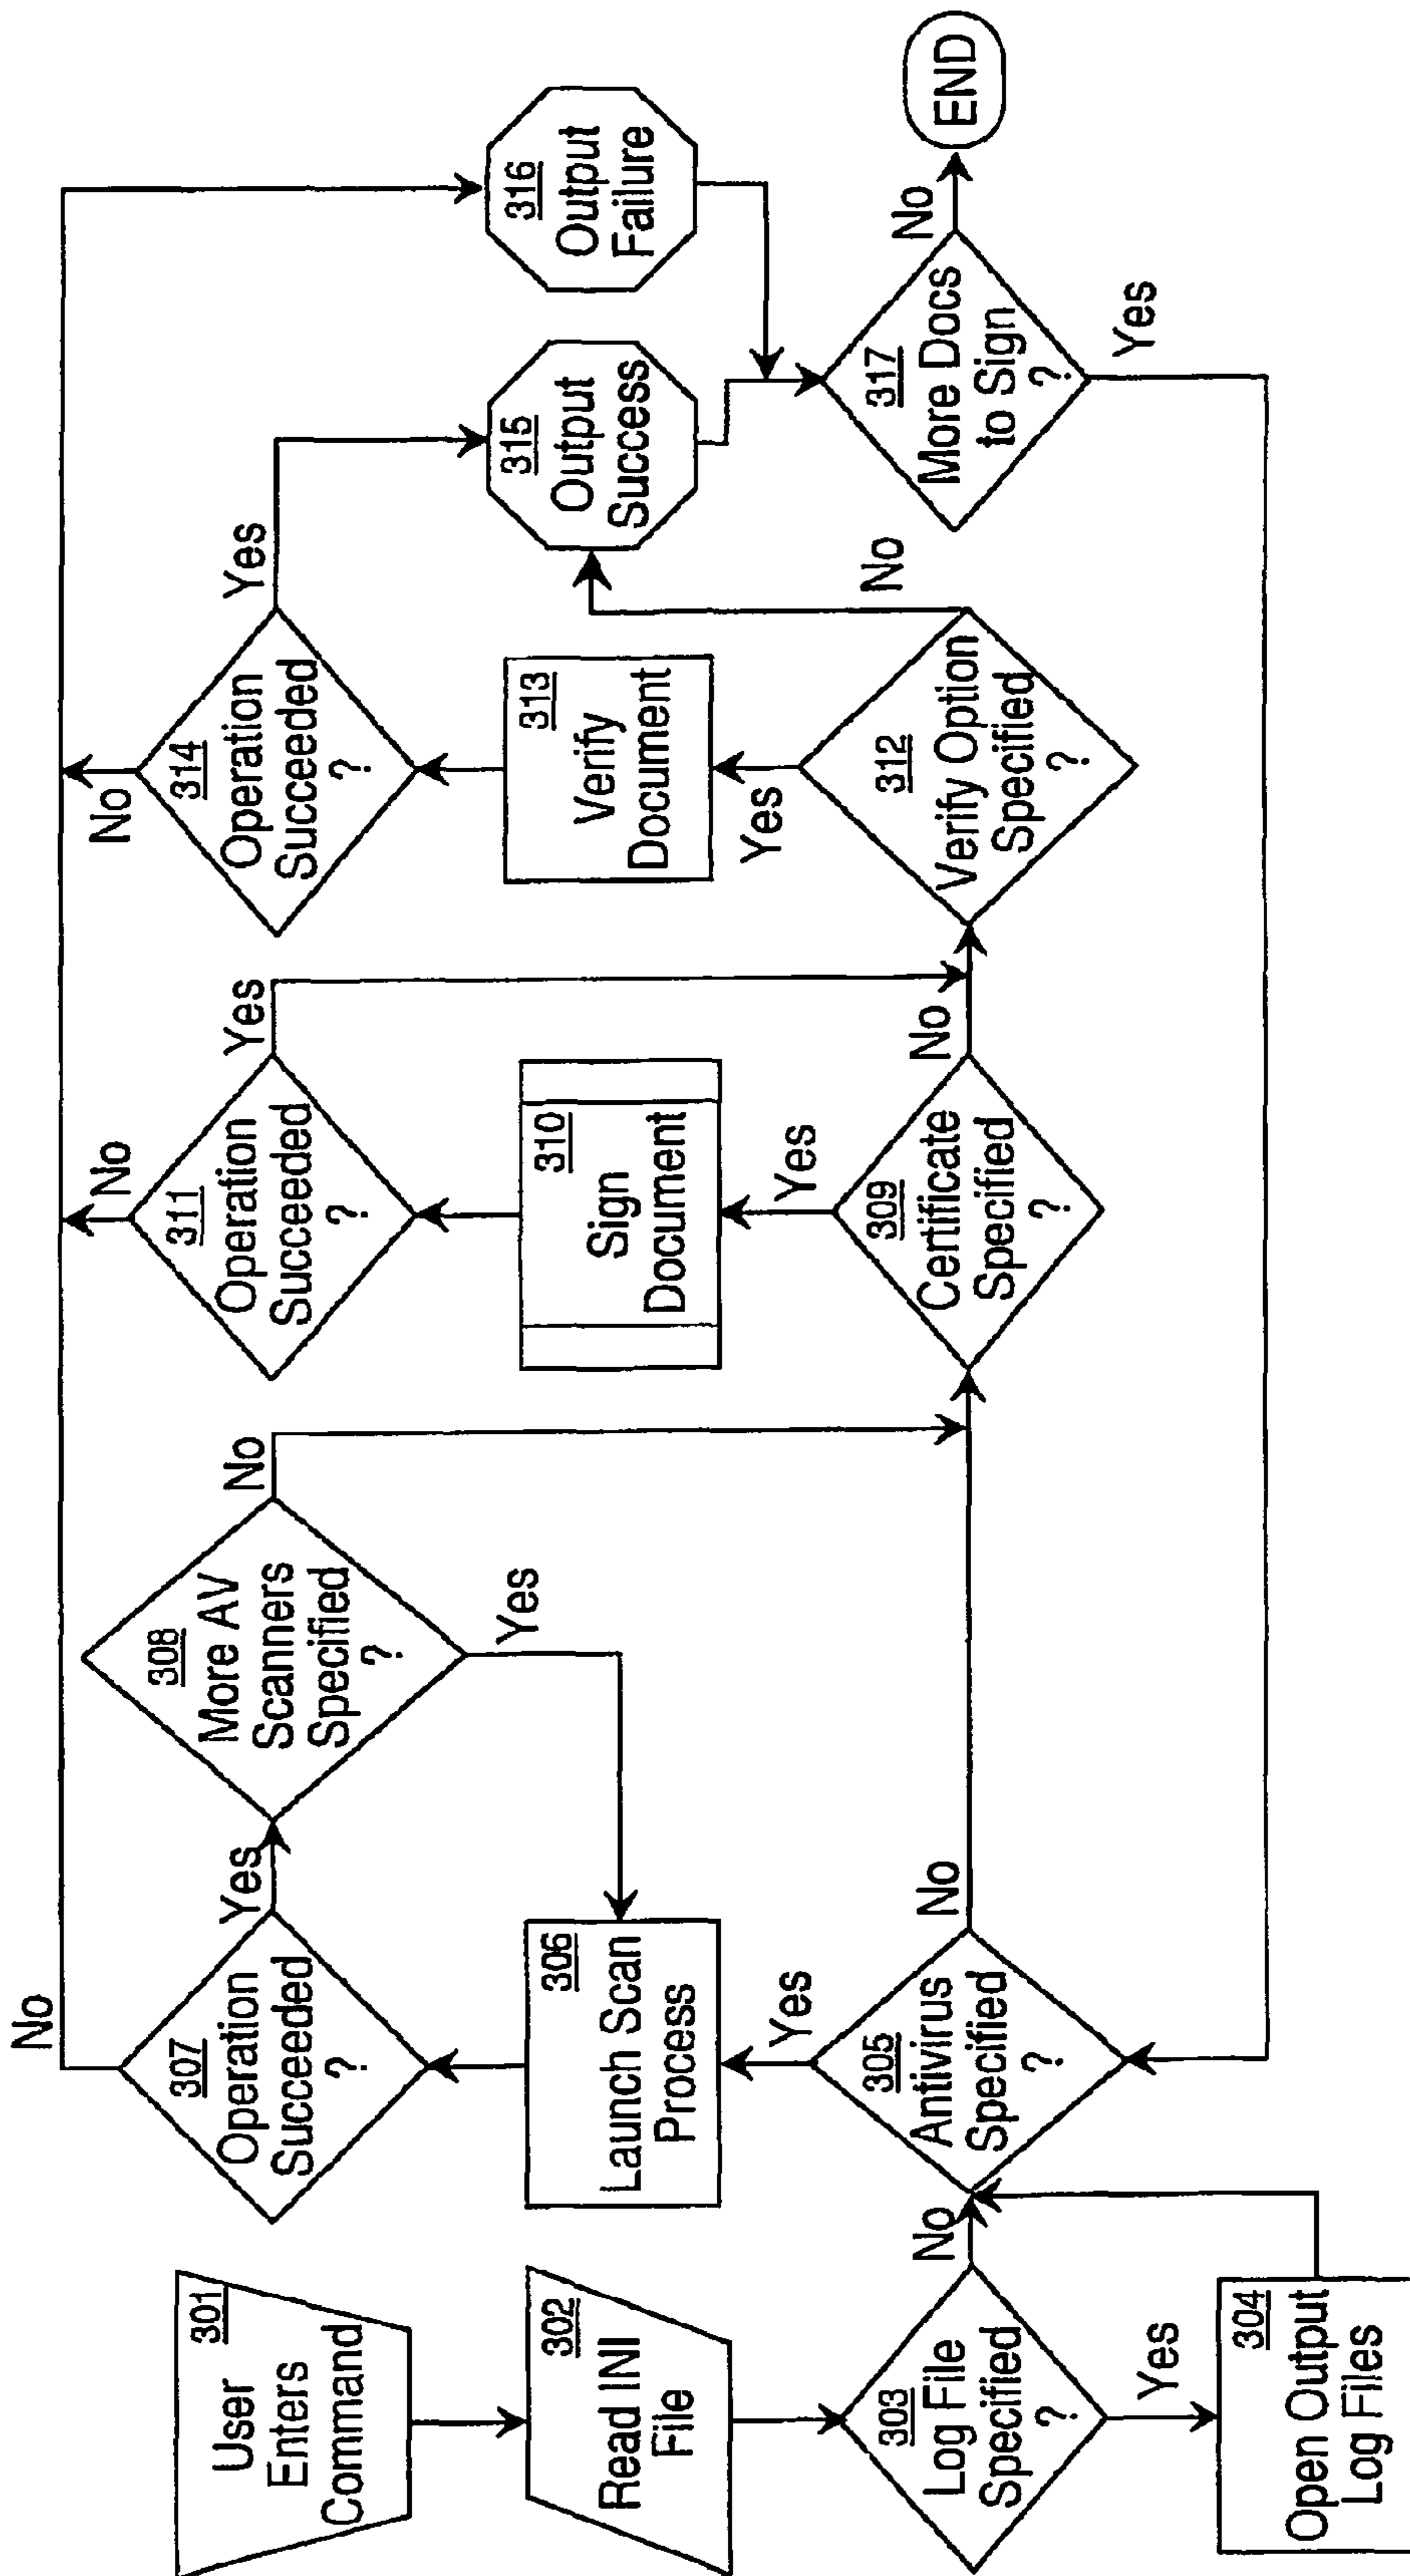 301
User
Enters
Command
302
Read INI
File
303
Log File
Specified
?
Yes
No
304
Open Output
Log Files
305
Antivirus
Specified
?
Yes
No
306
Launch Scan
Process
307
Operation
Succeeded
?
No
Yes
308
More AV
Scanners
Specified
?
Yes
No
309
Certificate
Specified
?
Yes
No
310
Sign
Document
311
Operation
Succeeded
?
No
Yes
312
Verify Option
Specified
?
Yes
No
313
Verify
Document
314
Operation
Succeeded
?
No
Yes
315
Output
Success
316
Output
Failure
317
More Docs
to Sign
?
Yes
No
END